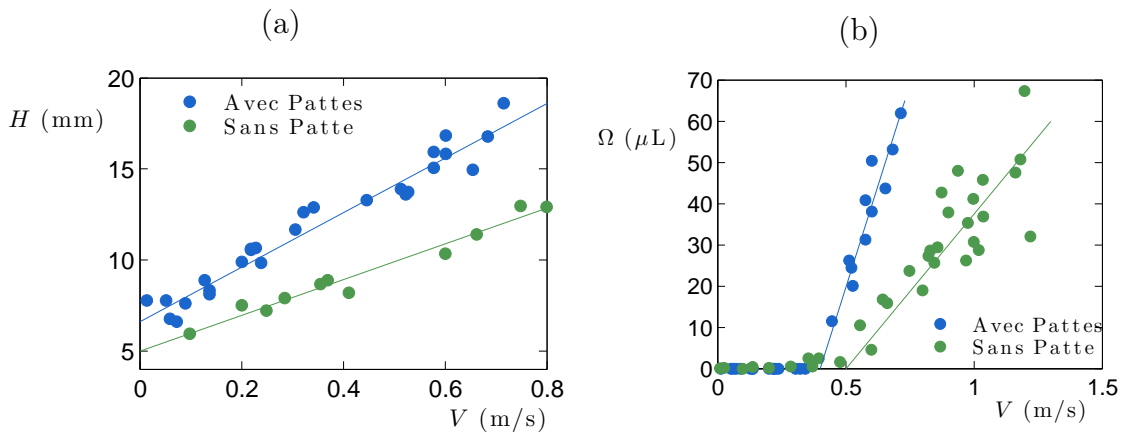 (a)
H (mm)
20
15
10
5
Avec Pattes
Sans Patte
0
0.2
0.4
0.6
0.8
V (m/s)
(b)
Ω (μL)
70
60
50
40
30
20
10
0
Avec Pattes
Sans Patte
0
0.5
1
1.5
V (m/s)